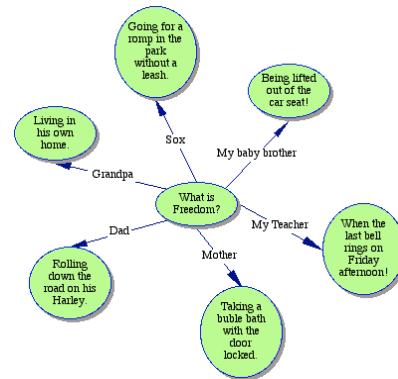 Going for a
romp in the
park
without a
leash.
Being lifted
out of the
car seat!
Living in
his own
home.
Sox
My baby brother
Grandpa
What is
Freedom?
My Teacher
Dad
Mother
When the
last bell
rings on
Friday
afternoon!
Rolling
down the
road on his
Harley.
Taking a
buble bath
with the
door
locked.